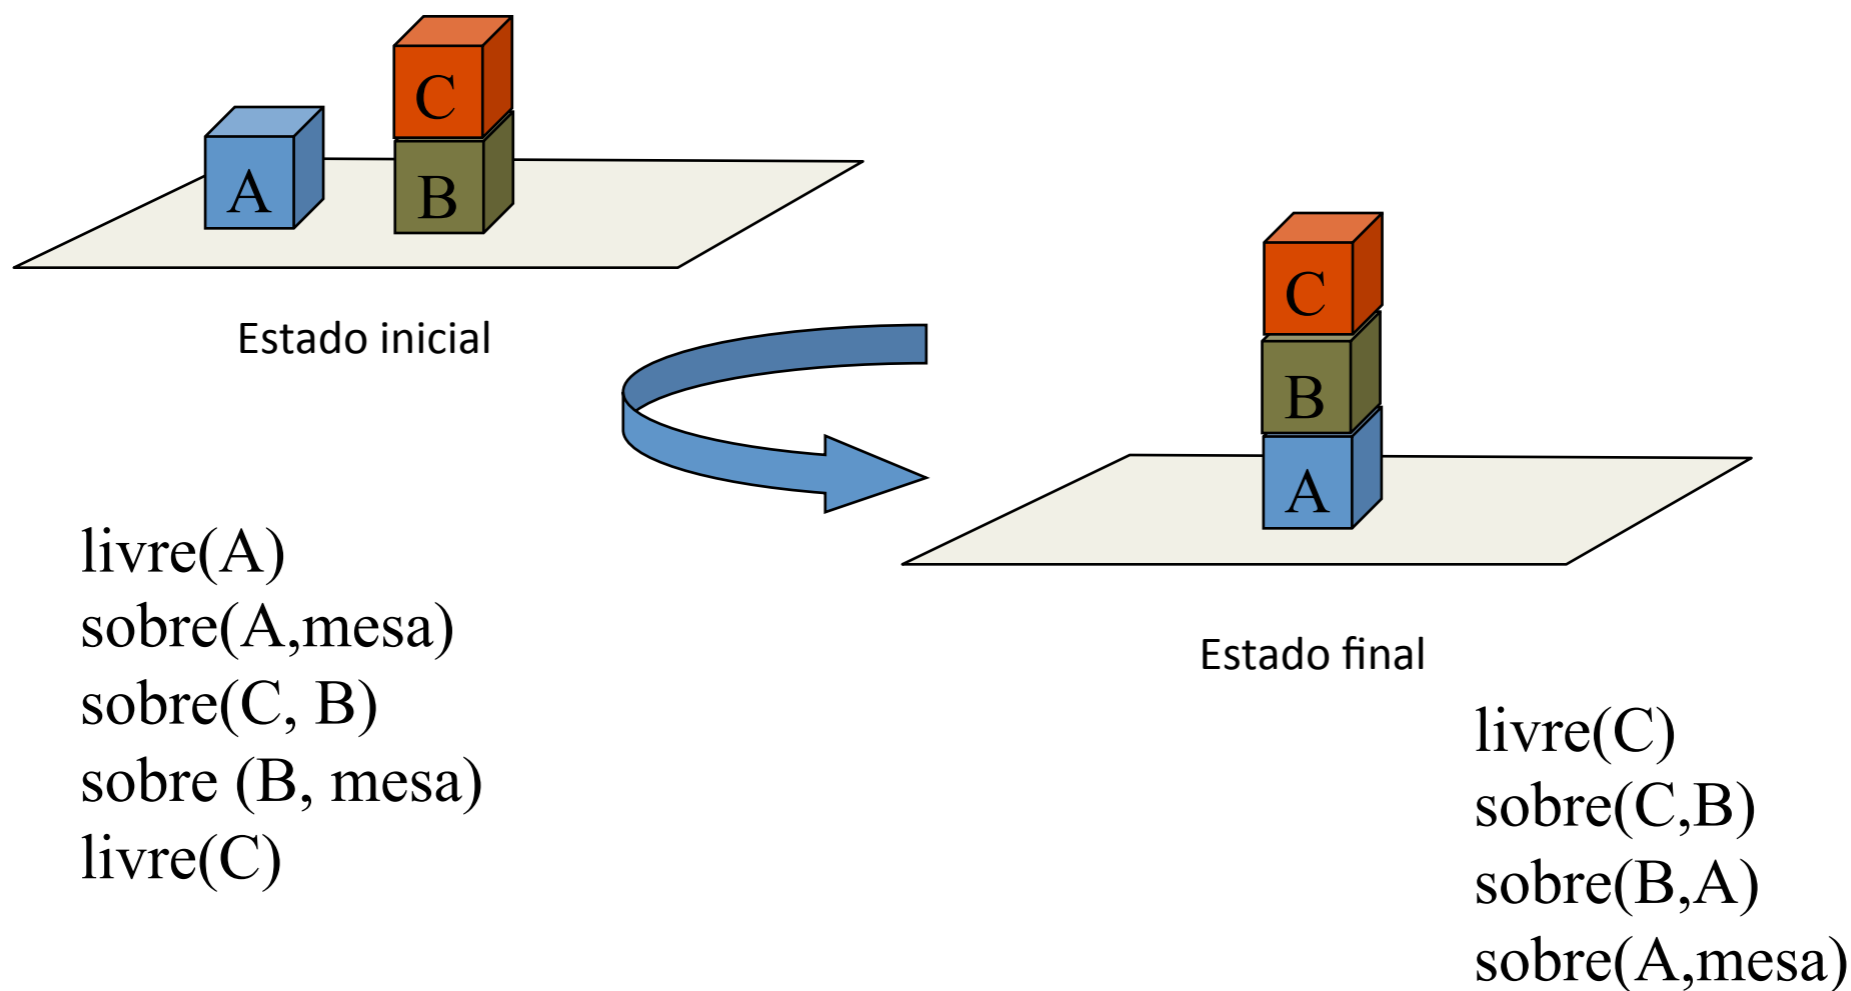 C
A
B
Estado inicial
C
B
A
Estado final
livre(A)
sobre(A,mesa)
sobre(C, B)
sobre (B, mesa)
livre(C)
livre(C)
sobre(C,B)
sobre(B,A)
sobre(A,mesa)